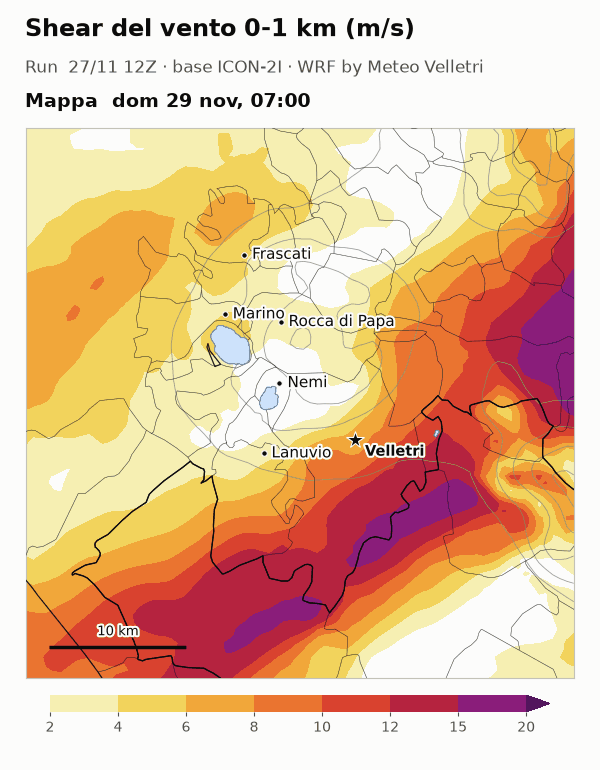 Shear del vento 0-1 km (m/s)
Run  27/11 12Z · base ICON-2I · WRF by Meteo Velletri
Mappa  dom 29 nov, 07:00
Frascati
Marino
Rocca di Papa
Nemi
Velletri
Lanuvio
10 km
2 4 6 8 10 12 15 20